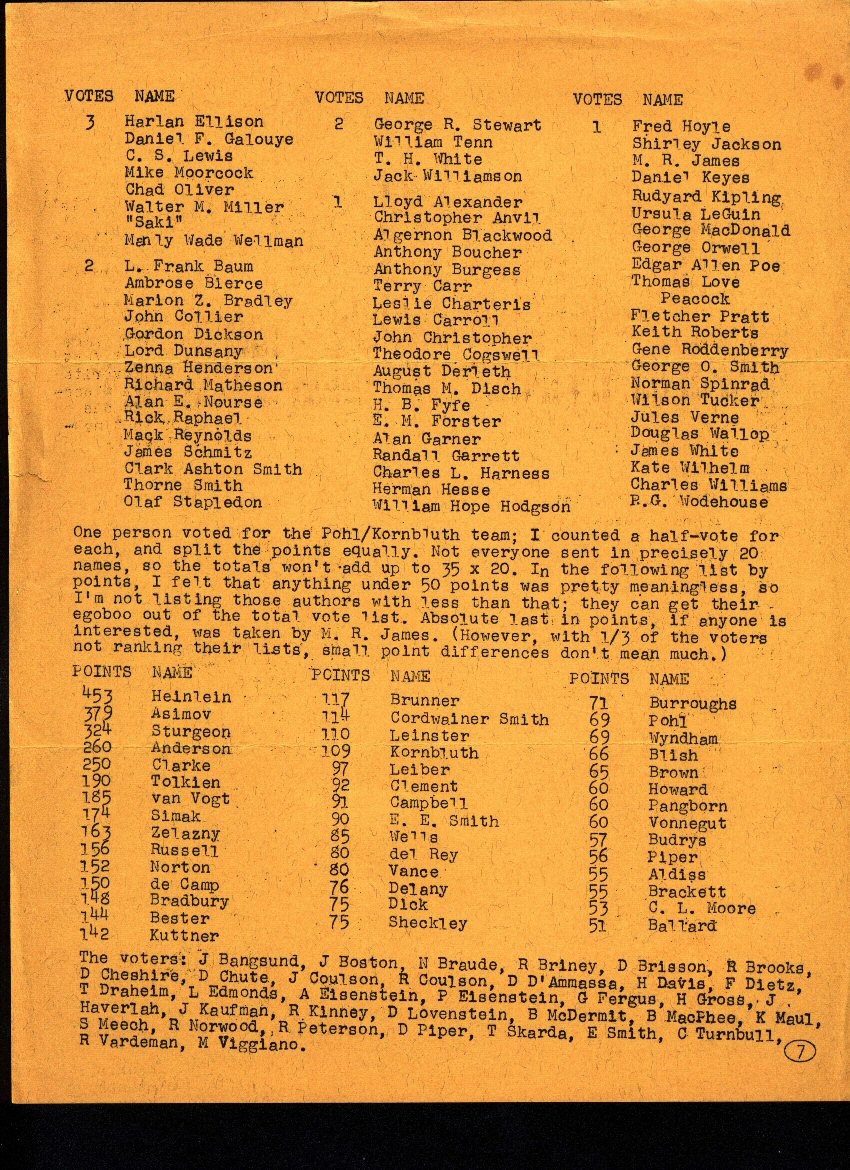 VOTES NAME
3 Harlan Ellison
Daniel F. Galouye
C. S. Lewis
Mike Moorcock
Chad Oliver
Walter M. Miller
"Saki"
Manly Wade Wellman
2 L. Frank Baum
Ambrose Bierce
Marion Z. Bradley
John Collier
Gordon Dickson
Lord Dunsany
Zenna Henderson
Richard Matheson
Alan E. Nourse
Rick Raphael
Mack Reynolds
James Schmitz
Clark Ashton Smith
Thorne Smith
Olaf Stapledon
VOTES NAME
2 George R. Stewart
William Tenn
T. H. White
Jack Williamson
1 Lloyd Alexander
Christopher Anvil
Algernon Blackwood
Anthony Boucher
Anthony Burgess
Terry Carr
Leslie Charteris
Lewis Carroll
John Christopher
Theodore Cogswell
August Derleth
Thomas M. Disch
H. B. Fyfe
E. M. Forster
Alan Garner
Randall Garrett
Charles L. Harness
Herman Hesse
William Hope Hodgson
VOTES NAME
1 Fred Hoyle
Shirley Jackson
M. R. James
Daniel Keyes
Rudyard Kipling
Ursula LeGuin
George MacDonald
George Orwell
Edgar Allen Poe
Thomas Love
Peacock
Fletcher Pratt
Keith Roberts
Gene Roddenberry
George O. Smith
Norman Spinrad
Wilson Tucker
Jules Verne
Douglas Wallop
James White
Kate Wilhelm
Charles Williams
P.G. Wodehouse
One person voted for the Pohl/Kornbluth team; I counted a half-vote for
each, and split the points equally. Not everyone sent in precisely 20
names, so the totals won't add up to 35 x 20. In the following list by
points, I felt that anything under 50 points was pretty meaningless, so
I'm not listing those authors with less than that; they can get their
egoboo out of the total vote list. Absolute last in points, if anyone is
interested, was taken by M. R. James. (However, with 1/3 of the voters
not ranking their lists, small point differences don't mean much.)
POINTS NAME
453 Heinlein
379 Asimov
324 Sturgeon
260 Anderson
250 Clarke
190 Tolkien
185 van Vogt
174 Simak
163 Zelazny
156 Russell
152 Norton
150 de Camp
148 Bradbury
144 Bester
142 Kuttner
POINTS NAME
117 Brunner
114 Cordwainer Smith
110 Leinster
109 Kornbluth
97 Leiber
92 Clement
91 Campbell
90 E. E. Smith
85 Wells
80 del Rey
80 Vance
76 Delany
75 Dick
75 Sheckley
POINTS NAME
71 Burroughs
69 Pohl
69 Wyndham
66 Blish
65 Brown
60 Howard
60 Pangborn
60 Vonnegut
57 Budrys
56 Piper
55 Aldiss
55 Brackett
53 C. L. Moore
51 Ballard
The voters: J Bangsund, J Boston, N Braude, R Briney, D Brisson, R Brooks,
D Cheshire, D Chute, J Coulson, R Coulson, D D'Ammassa, H Davis, F Dietz,
T Draheim, L Edmonds, A Eisenstein, P Eisenstein, G Fergus, H Gross, J
Haverlah, J Kaufman, R Kinney, D Lovenstein, B McDermit, B MacPhee, K Maul,
S Meech, R Norwood, R Peterson, D Piper, T Skarda, E Smith, C Turnbull,
R Vardeman, M Viggiano.
7